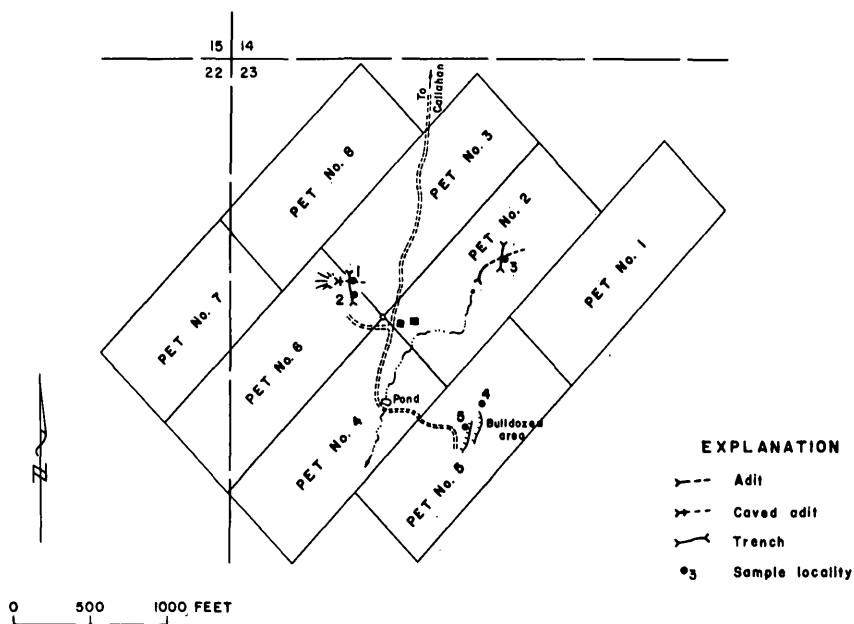 15 14
22 23
To
Callahan
PET No. 8
PET No. 3
PET No. 2
PET No. 1
PET No. 7
1
2
3
PET No. 6
Pond
4
5
Bulldozed
area
PET No. 4
PET No. 5
N
EXPLANATION
Adit
Caved adit
Trench
3 Sample locality
0 500 1000 FEET